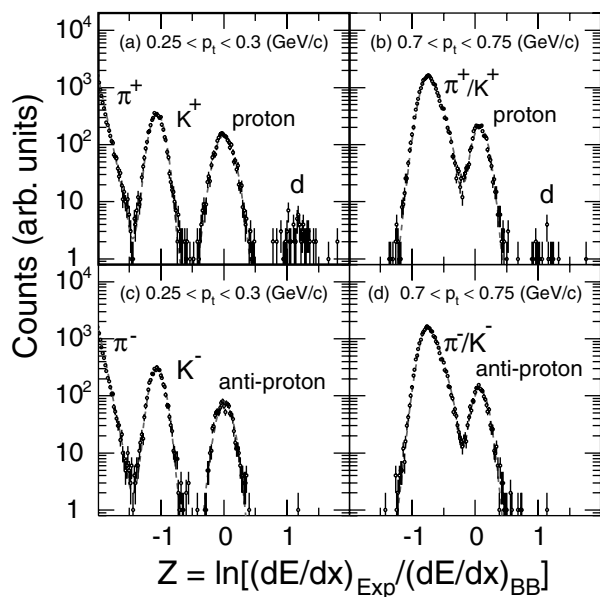 Counts (arb. units)
(a) 0.25 < pₜ < 0.3 (GeV/c)
(b) 0.7 < pₜ < 0.75 (GeV/c)
10⁴
10³
10²
10
1
π⁺
K⁺
proton
d
π⁺/K⁺
proton
d
(c) 0.25 < pₜ < 0.3 (GeV/c)
(d) 0.7 < pₜ < 0.75 (GeV/c)
10⁴
10³
10²
10
1
π⁻
K⁻
anti-proton
π⁻/K⁻
anti-proton
-1 0 1 -1 0 1
Z = ln[(dE/dx)_Exp/(dE/dx)_BB]